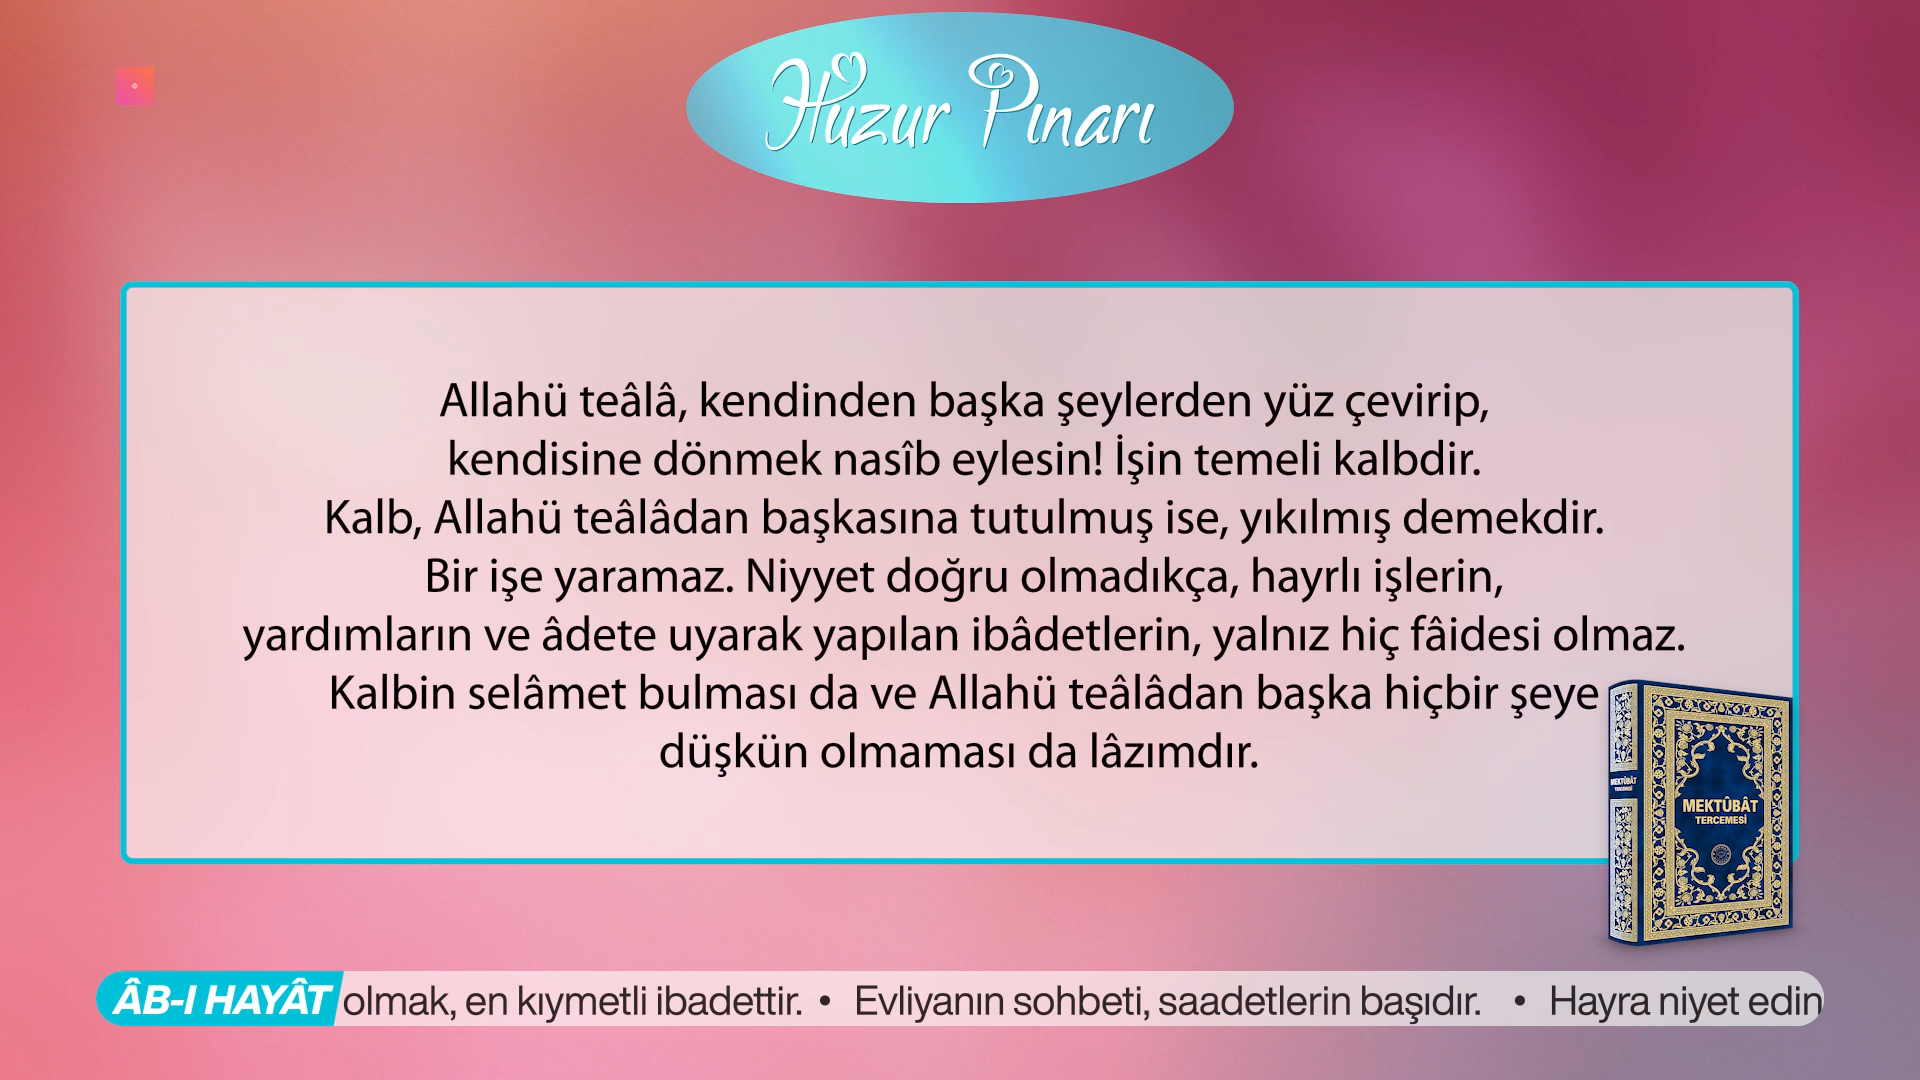 Huzur Pınarı
Allahü teâlâ, kendinden başka şeylerden yüz çevirip,
kendisine dönmek nasîb eylesin! İşin temeli kalbdir.
Kalb, Allahü teâlâdan başkasına tutulmuş ise, yıkılmış demekdir.
Bir işe yaramaz. Niyyet doğru olmadıkça, hayrlı işlerin,
yardımların ve âdete uyarak yapılan ibâdetlerin, yalnız hiç fâidesi olmaz.
Kalbin selâmet bulması da ve Allahü teâlâdan başka hiçbir şeye
düşkün olmaması da lâzımdır.
MEKTÛBÂT
TERCEMESİ
MEKTÛBÂT
TERCEMESİ
ÂB-I HAYÂT olmak, en kıymetli ibadettir. • Evliyanın sohbeti, saadetlerin başıdır. • Hayra niyet edin